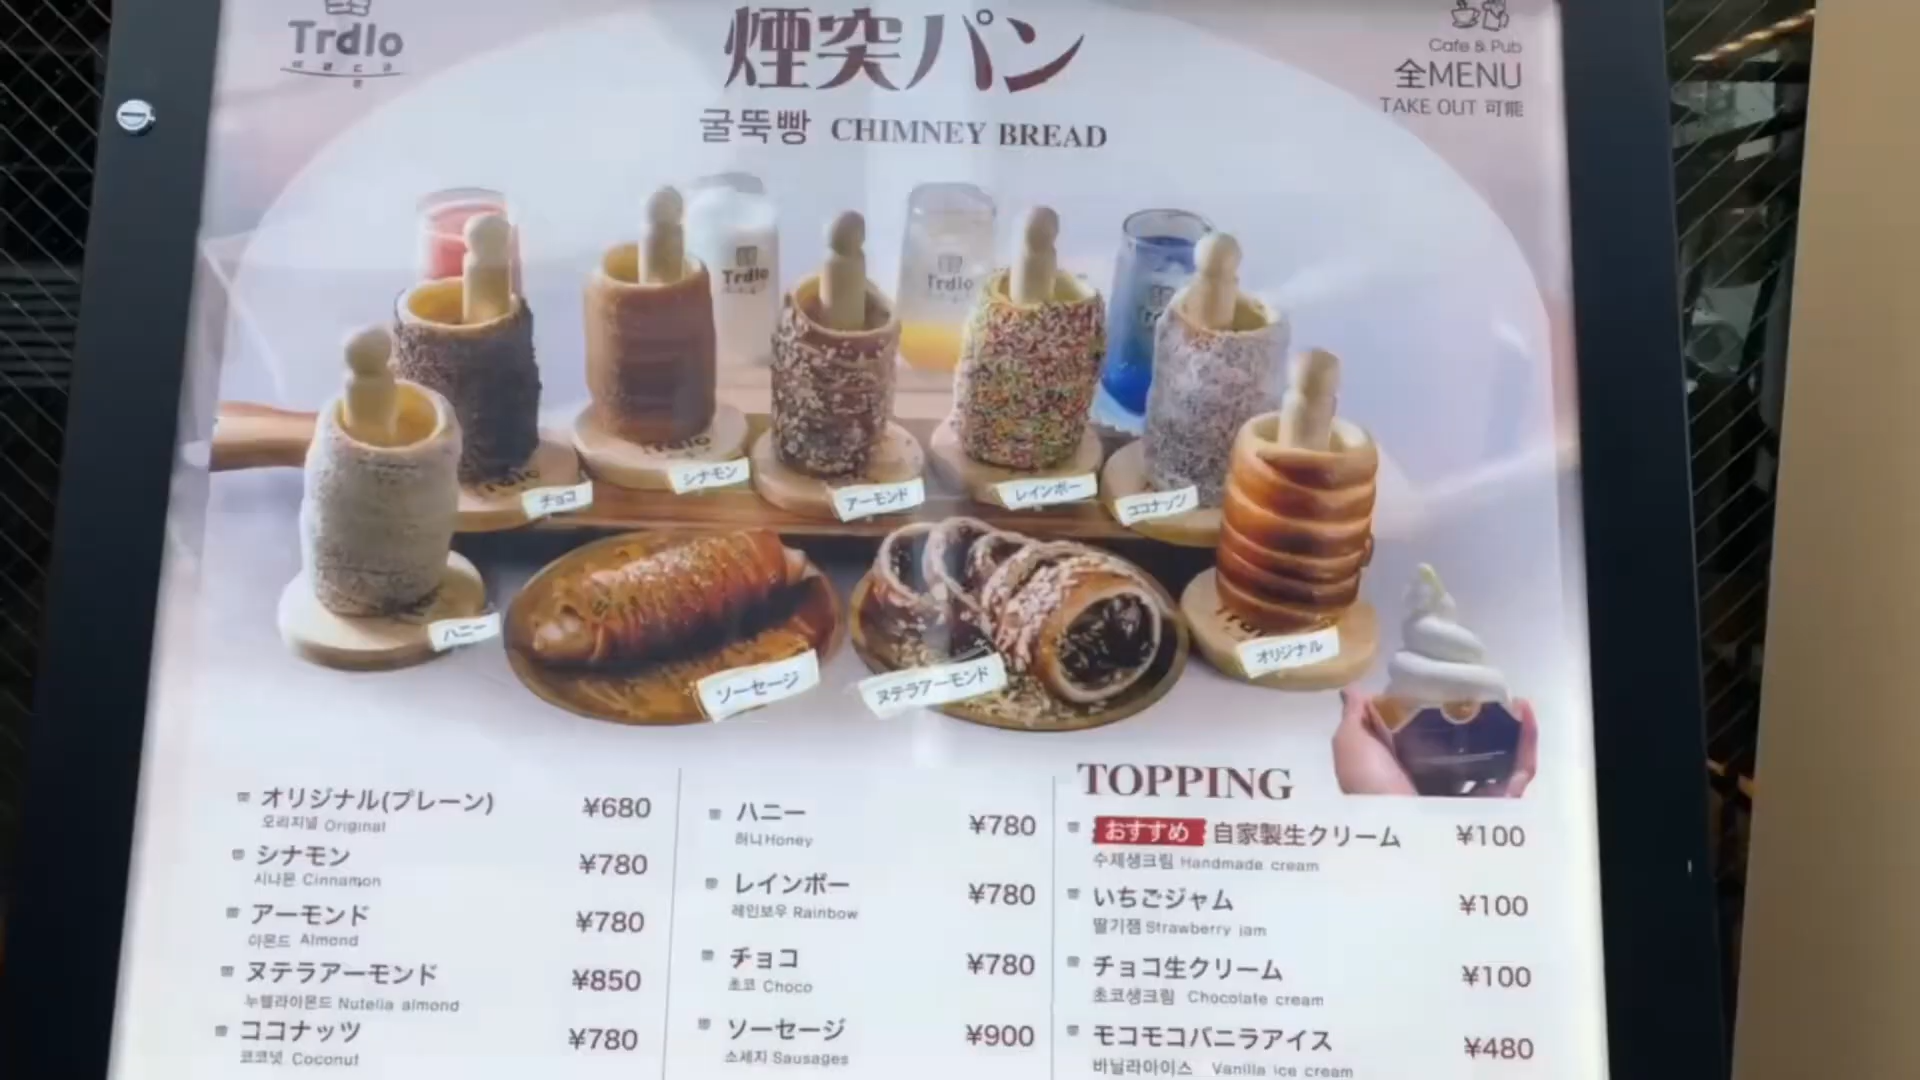 Trdlo
煙突パン
굴뚝빵 CHIMNEY BREAD
Cafe & Pub
全MENU
TAKE OUT 可能
Trdlo
Trdlo
チョコ
シナモン
アーモンド
レインボー
ココナッツ
ハニー
ソーセージ
ヌテラアーモンド
オリジナル
オリジナル(プレーン) ¥680
오리지널 Original
シナモン ¥780
시나몬 Cinnamon
アーモンド ¥780
아몬드 Almond
ヌテラアーモンド ¥850
누텔라아몬드 Nutella almond
ココナッツ ¥780
코코넛 Coconut
ハニー ¥780
허니 Honey
レインボー ¥780
레인보우 Rainbow
チョコ ¥780
초코 Choco
ソーセージ ¥900
소세지 Sausages
TOPPING
おすすめ 自家製生クリーム ¥100
수제생크림 Handmade cream
いちごジャム ¥100
딸기잼 Strawberry jam
チョコ生クリーム ¥100
초코생크림 Chocolate cream
モコモコバニラアイス ¥480
바닐라아이스 Vanilla ice cream